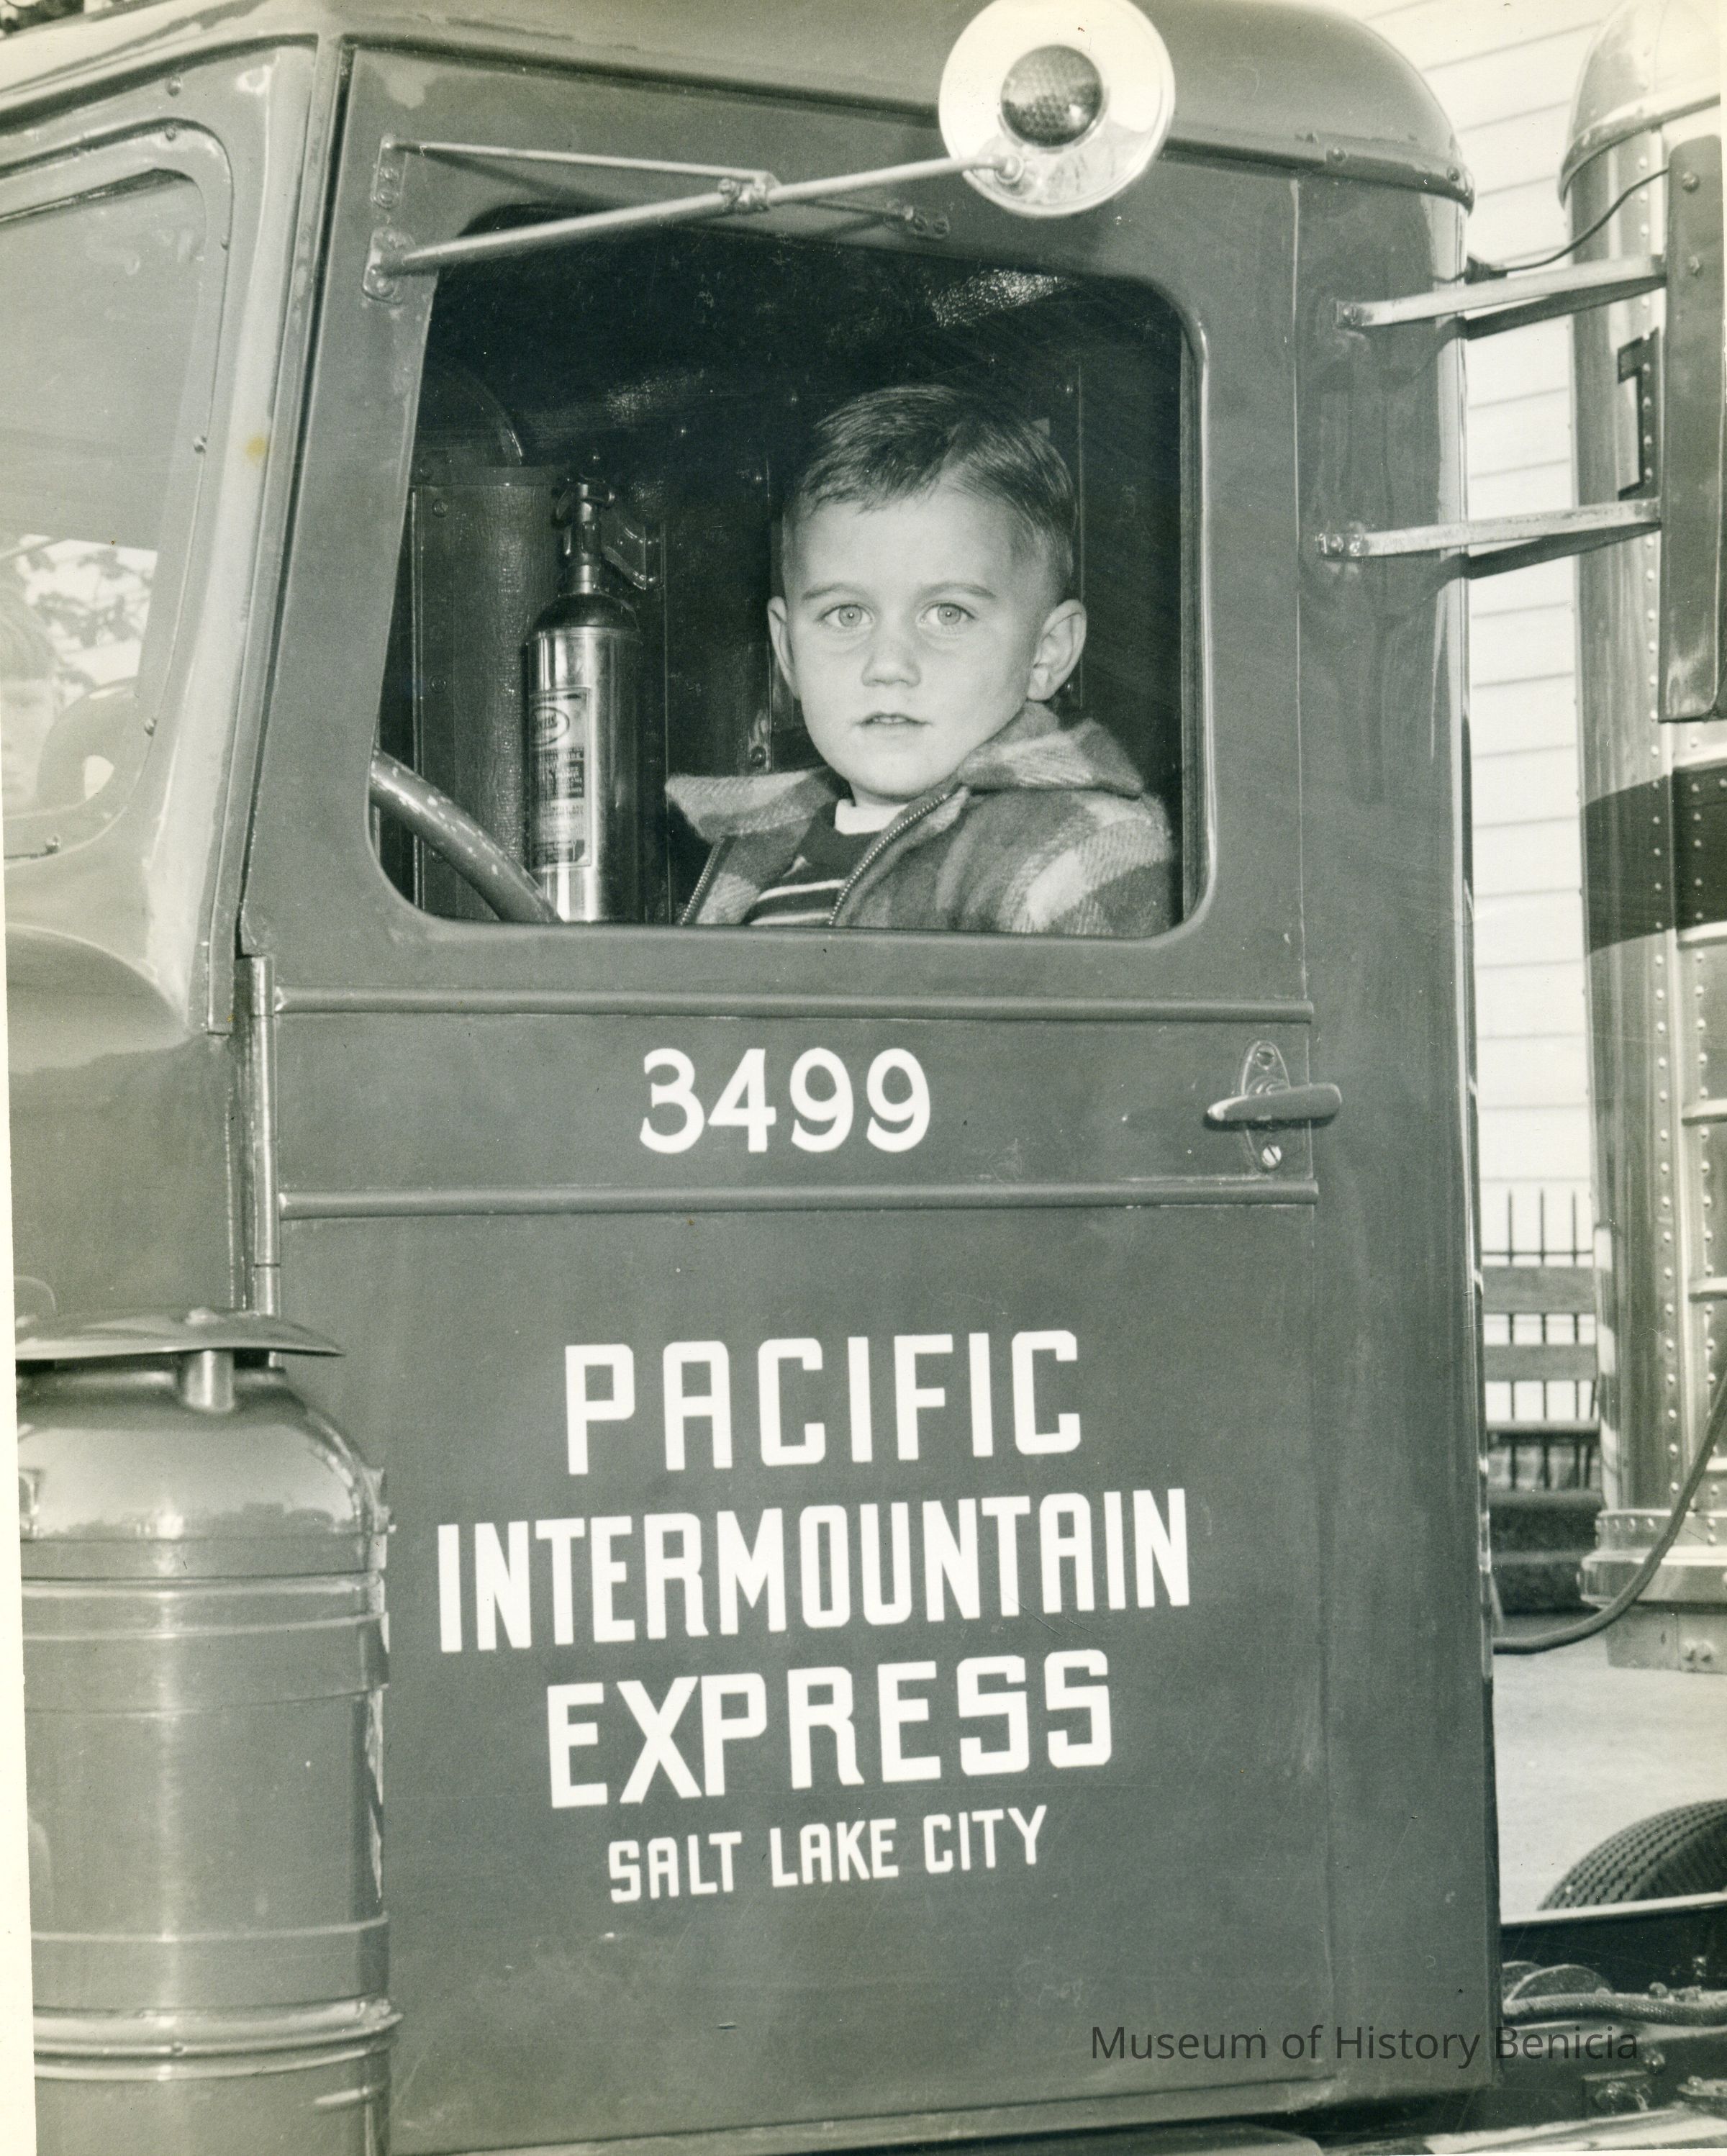 T
3499
PACIFIC
INTERMOUNTAIN
EXPRESS
SALT LAKE CITY
Museum of History Benicia